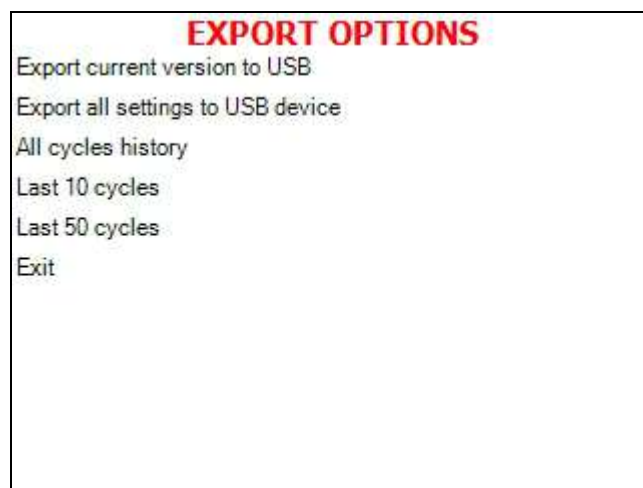 EXPORT OPTIONS
Export current version to USB
Export all settings to USB device
All cycles history
Last 10 cycles
Last 50 cycles
Exit